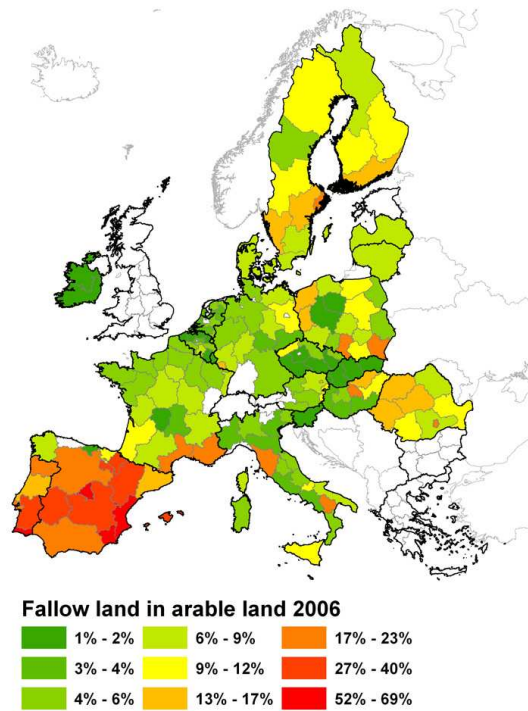 Fallow land in arable land 2006
1% - 2% 6% - 9% 17% - 23%
3% - 4% 9% - 12% 27% - 40%
4% - 6% 13% - 17% 52% - 69%